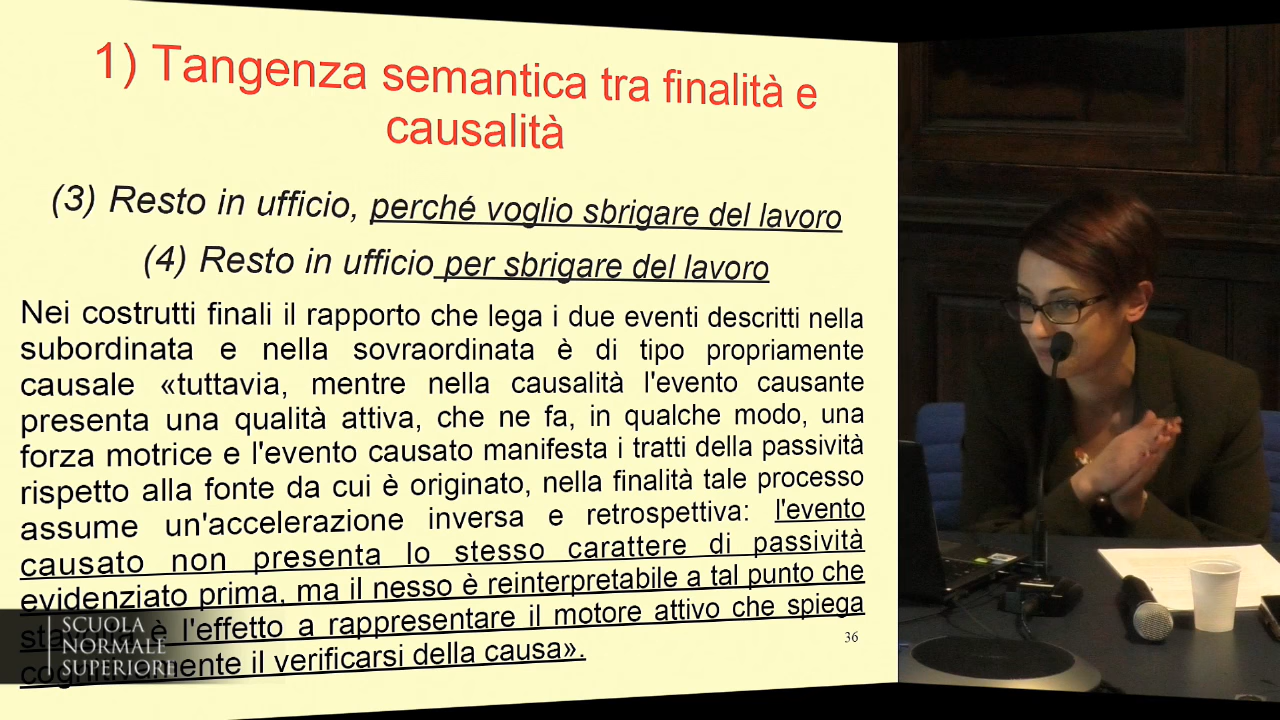 1) Tangenza semantica tra finalità e
causalità
(3) Resto in ufficio, perché voglio sbrigare del lavoro
(4) Resto in ufficio per sbrigare del lavoro
Nei costrutti finali il rapporto che lega i due eventi descritti nella
subordinata e nella sovraordinata è di tipo propriamente
causale «tuttavia, mentre nella causalità l'evento causante
presenta una qualità attiva, che ne fa, in qualche modo, una
forza motrice e l'evento causato manifesta i tratti della passività
rispetto alla fonte da cui è originato, nella finalità tale processo
assume un'accelerazione inversa e retrospettiva: l'evento
causato non presenta lo stesso carattere di passività
evidenziato prima, ma il nesso è reinterpretabile a tal punto che
è l'effetto a rappresentare il motore attivo che spiega
cognitivamente il verificarsi della causa».
36
SCUOLA
NORMALE
SUPERIORE